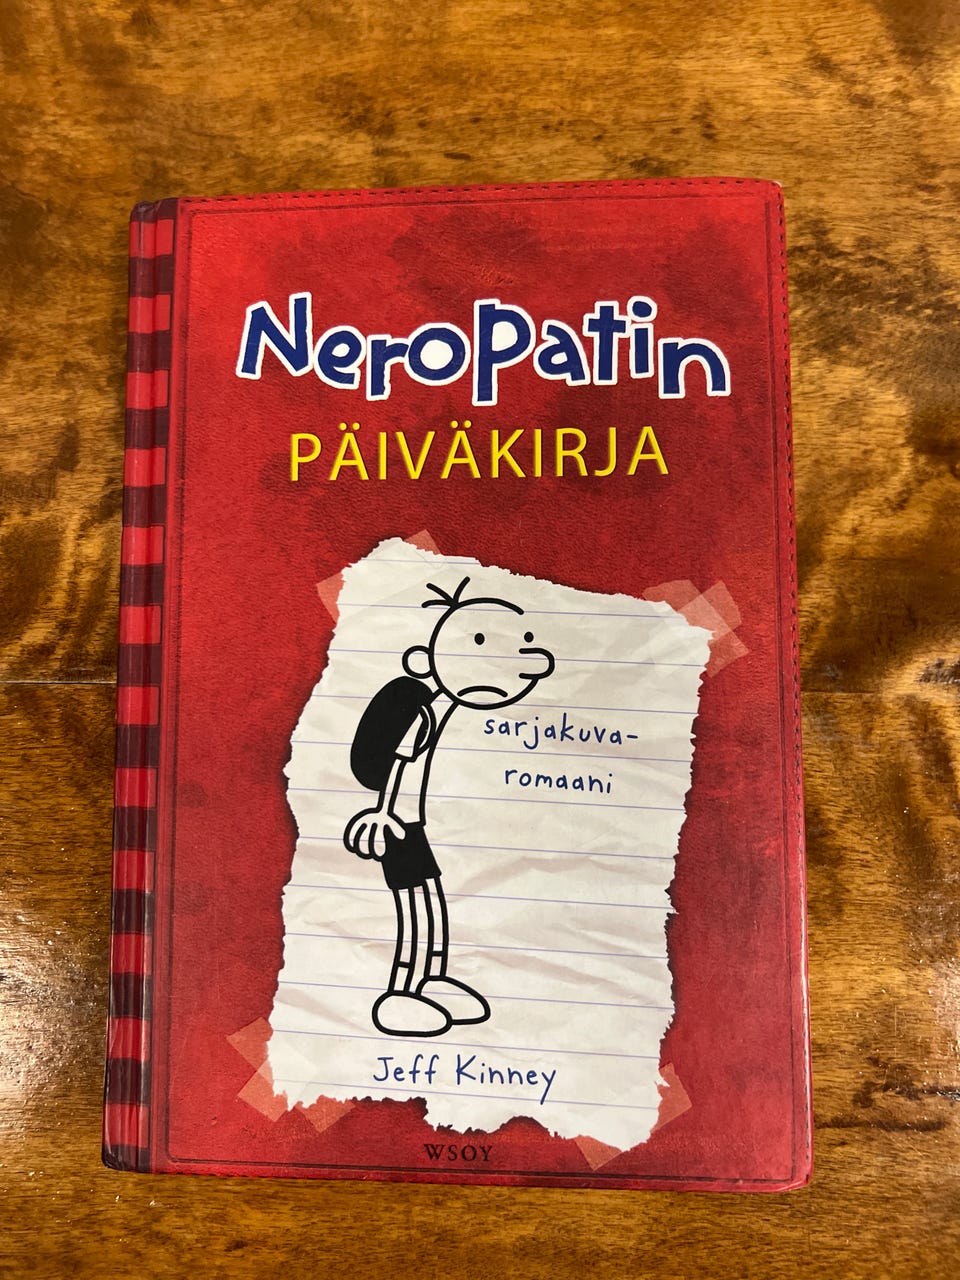 Neropatin
PÄIVÄKIRJA
sarjakuva-
romaani
Jeff Kinney
WSOY